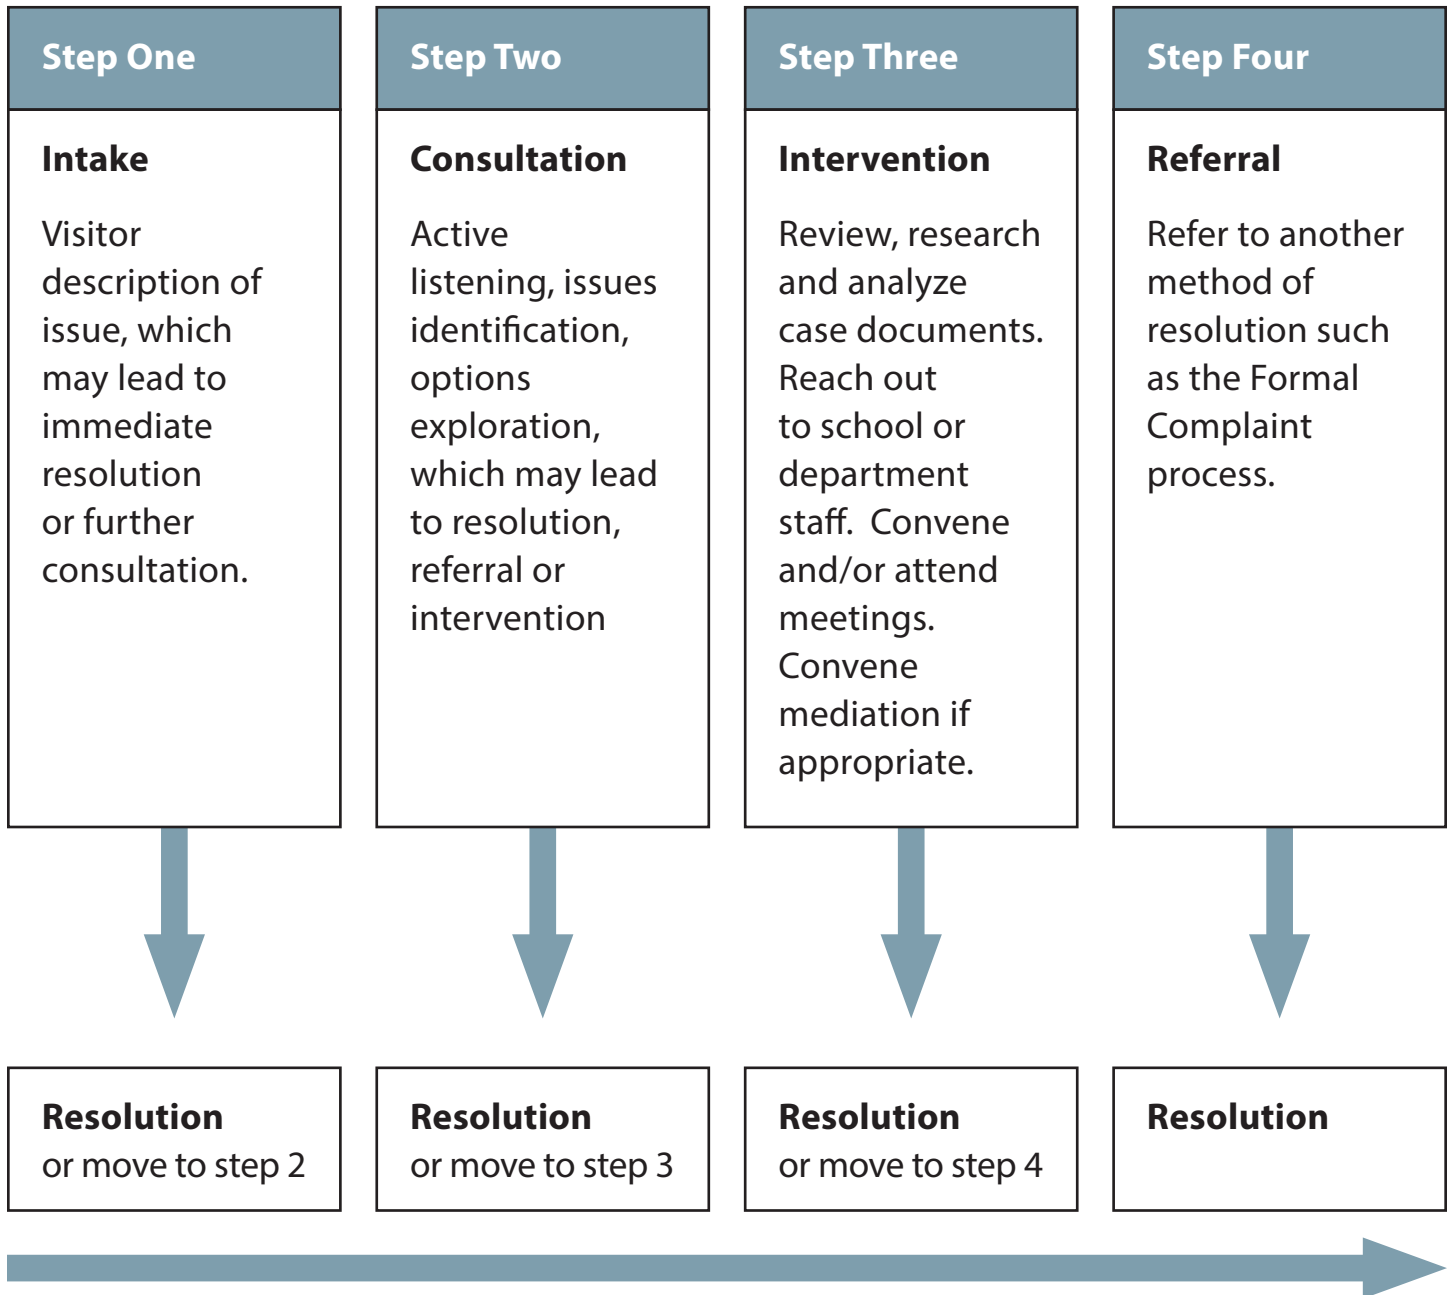 Step One
Intake
Visitor
description of
issue, which
may lead to
immediate
resolution
or further
consultation.
Resolution
or move to step 2
Step Two
Consultation
Active
listening, issues
identification,
options
exploration,
which may lead
to resolution,
referral or
intervention
Resolution
or move to step 3
Step Three
Intervention
Review, research
and analyze
case documents.
Reach out
to school or
department
staff.  Convene
and/or attend
meetings.
Convene
mediation if
appropriate.
Resolution
or move to step 4
Step Four
Referral
Refer to another
method of
resolution such
as the Formal
Complaint
process.
Resolution